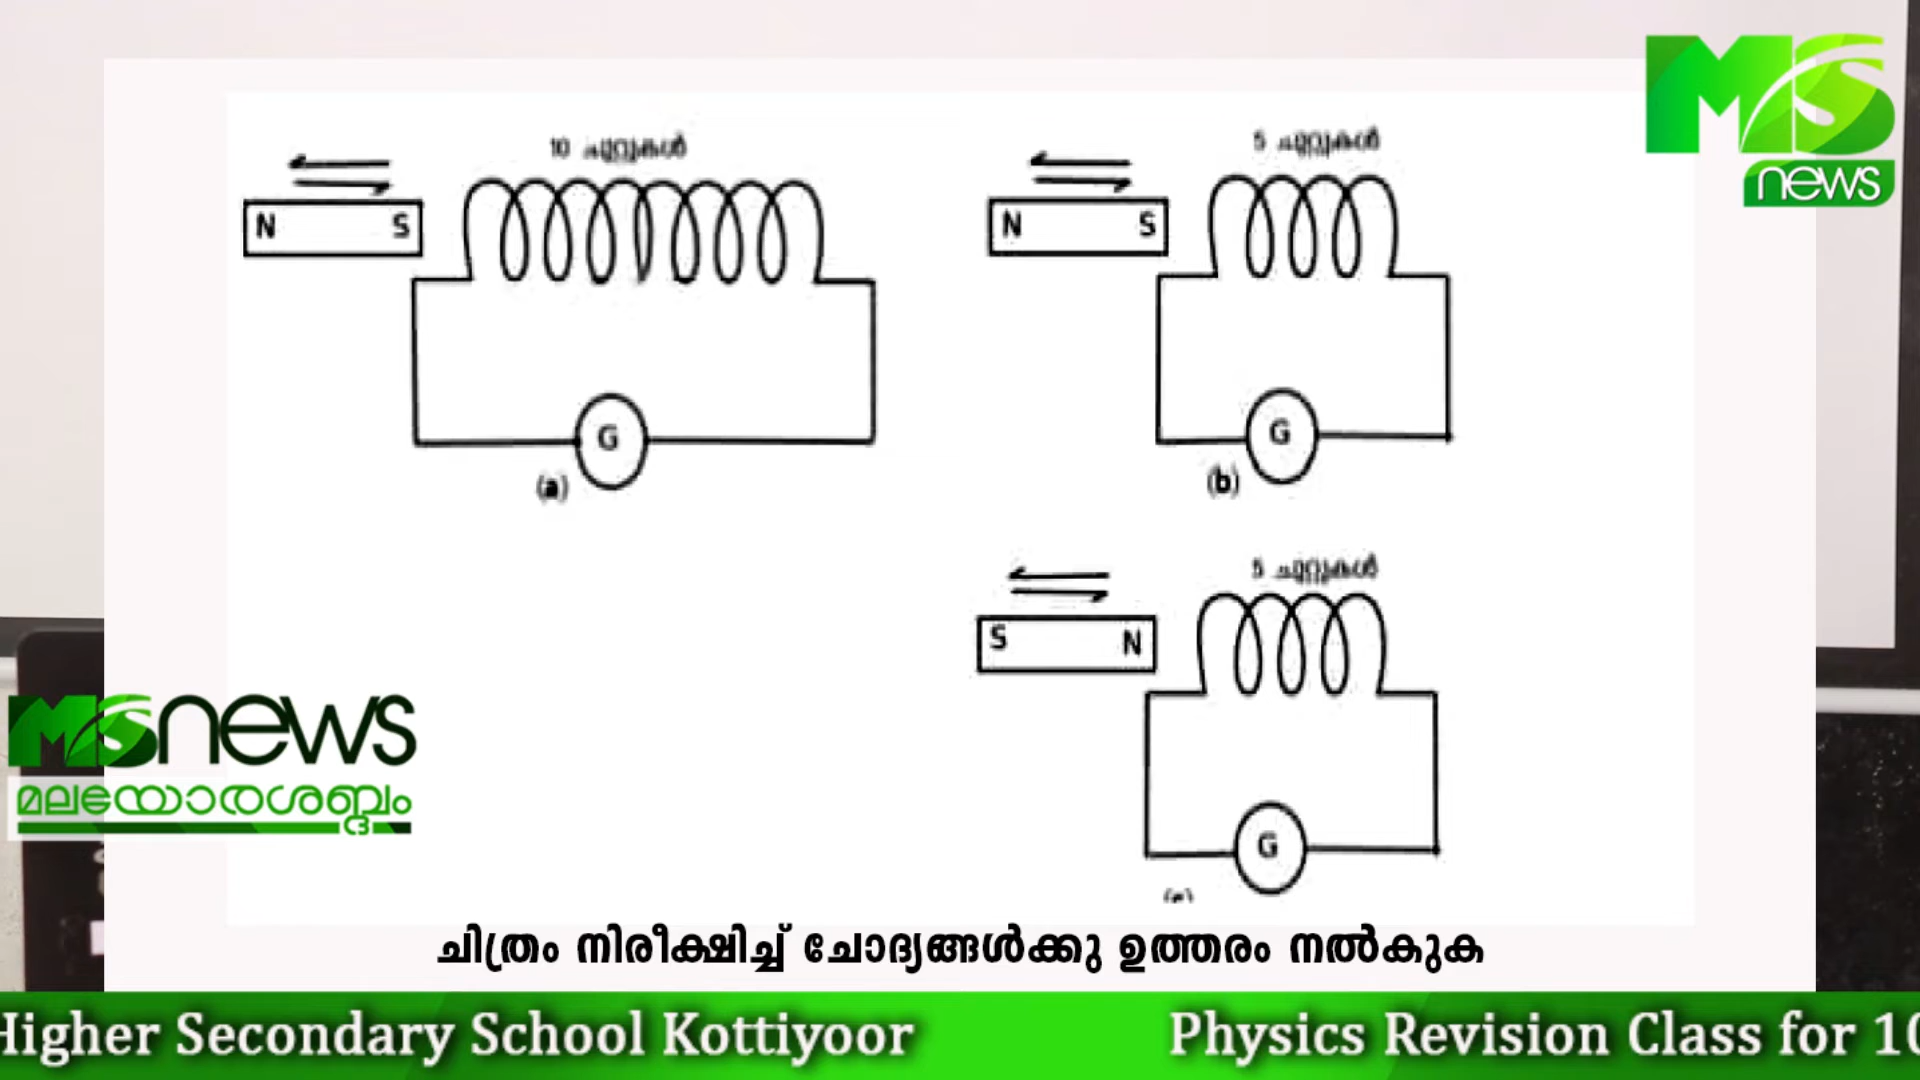 MS
news
10 ചുറ്റുകൾ
N S
G
(a)
5 ചുറ്റുകൾ
N S
G
(b)
5 ചുറ്റുകൾ
S N
G
MSnews
മലയോരശബ്ദം
ചിത്രം നിരീക്ഷിച്ച് ചോദ്യങ്ങൾക്കു ഉത്തരം നൽകുക
Higher Secondary School Kottiyoor Physics Revision Class for 10